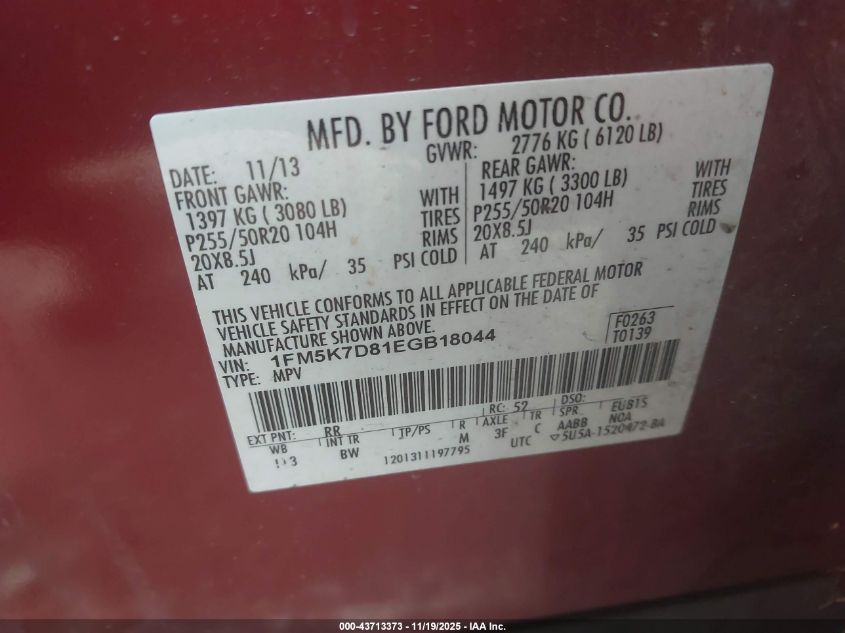 MFD. BY FORD MOTOR CO.
DATE: 11/13 GVWR: 2776 KG ( 6120 LB)
FRONT GAWR: REAR GAWR:
1397 KG ( 3080 LB) WITH 1497 KG ( 3300 LB) WITH
P255/50R20 104H TIRES P255/50R20 104H TIRES
20X8.5J RIMS 20X8.5J RIMS
AT 240 kPa/ 35 PSI COLD AT 240 kPa/ 35 PSI COLD
THIS VEHICLE CONFORMS TO ALL APPLICABLE FEDERAL MOTOR
VEHICLE SAFETY STANDARDS IN EFFECT ON THE DATE OF
MANUFACTURE SHOWN ABOVE.
F0263
VIN: 1FM5K7D81EGB18044 T0139
TYPE: MPV
EXT PNT: RR RC: 52 DSO:
WB INT TR TP/PS R AXLE TR SPR EU815
BW M 3F C AABB NCA
1201311197795 UTC 5U5A-1520472-BA
000-43713373 - 11/19/2025 - IAA Inc.